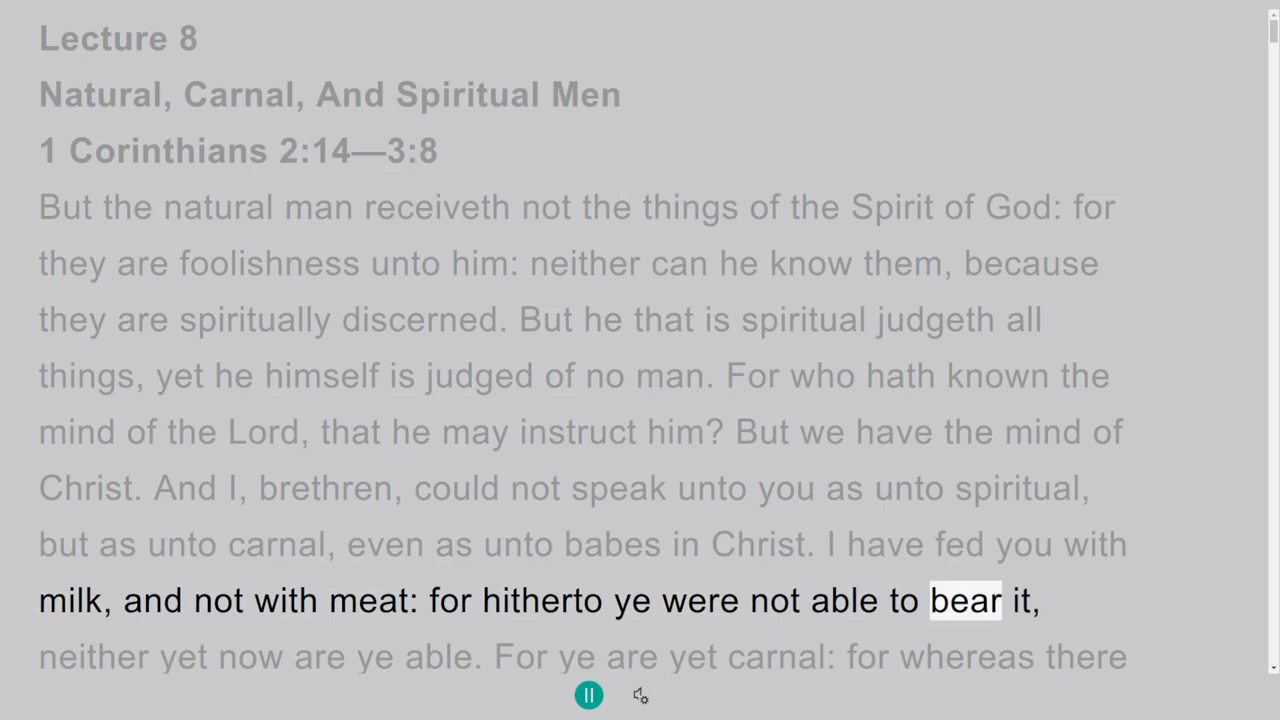 Lecture 8
Natural, Carnal, And Spiritual Men
1 Corinthians 2:14—3:8
But the natural man receiveth not the things of the Spirit of God: for
they are foolishness unto him: neither can he know them, because
they are spiritually discerned. But he that is spiritual judgeth all
things, yet he himself is judged of no man. For who hath known the
mind of the Lord, that he may instruct him? But we have the mind of
Christ. And I, brethren, could not speak unto you as unto spiritual,
but as unto carnal, even as unto babes in Christ. I have fed you with
milk, and not with meat: for hitherto ye were not able to bear it,
neither yet now are ye able. For ye are yet carnal: for whereas there